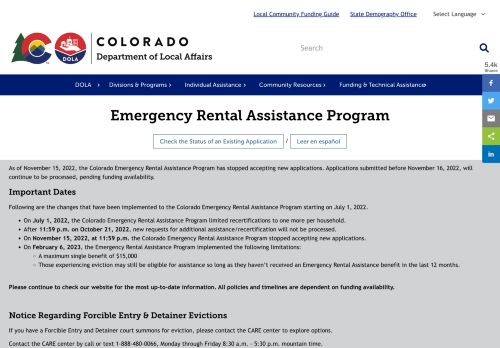 Local Community Funding Guide
State Demography Office
Select Language
COLORADO
Department of Local Affairs
DOLA
Search
5.4k
Shares
DOLA
Divisions & Programs
Individual Assistance
Community Resources
Funding & Technical Assistance
Emergency Rental Assistance Program
Check the Status of an Existing Application / Leer en español
As of November 15, 2022, the Colorado Emergency Rental Assistance Program has stopped accepting new applications. Applications submitted before November 16, 2022, will
continue to be processed, pending funding availability.
Important Dates
Following are the changes that have been implemented to the Colorado Emergency Rental Assistance Program starting on July 1, 2022.
• On July 1, 2022, the Colorado Emergency Rental Assistance Program limited recertifications to one more per household.
• After 11:59 p.m. on October 21, 2022, new requests for additional assistance/recertification will not be processed.
• On November 15, 2022, at 11:59 p.m. the Colorado Emergency Rental Assistance Program stopped accepting new applications.
• On February 6, 2023, the Emergency Rental Assistance Program implemented the following limitations:
– A maximum single benefit of $15,000
– Those experiencing eviction may still be eligible for assistance so long as they haven't received an Emergency Rental Assistance benefit in the last 12 months.
Please continue to check our website for the most up-to-date information. All policies and timelines are dependent on funding availability.
Notice Regarding Forcible Entry & Detainer Evictions
If you have a Forcible Entry and Detainer court summons for eviction, please contact the CARE center to explore options.
Contact the CARE center by call or text 1-888-480-0066, Monday through Friday 8:30 a.m. - 5:30 p.m. mountain time.